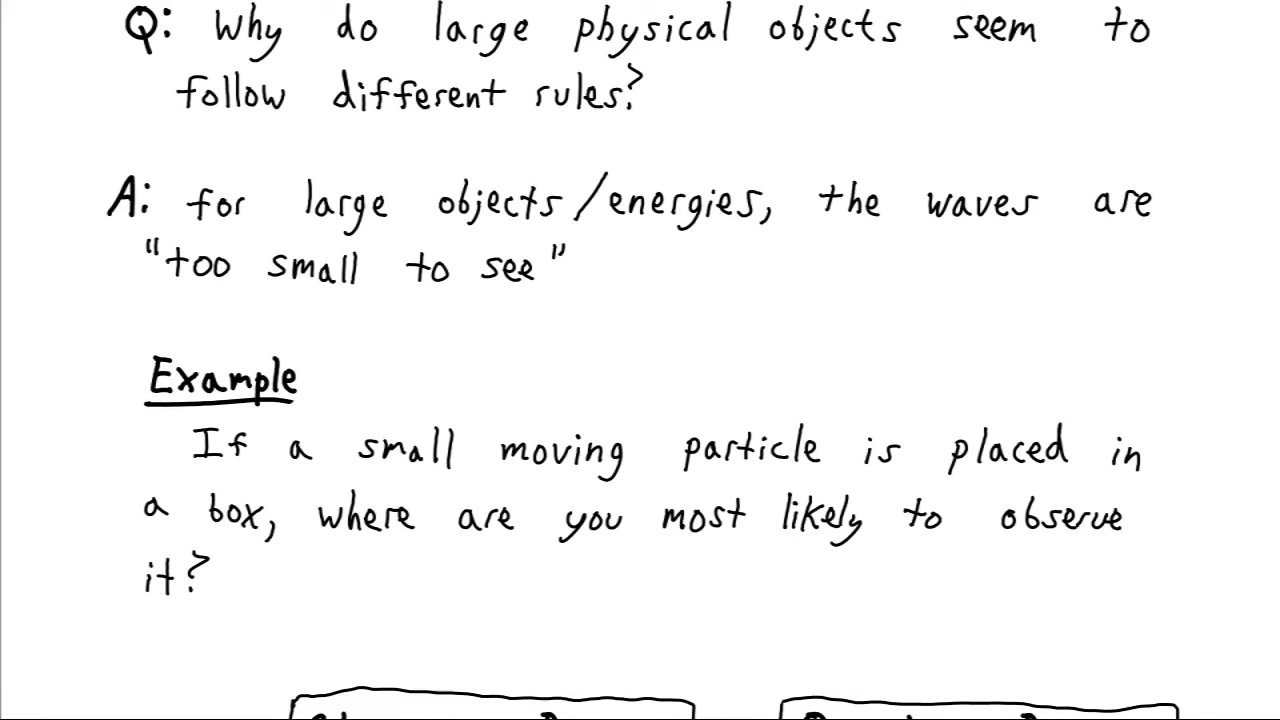 Q: Why do large physical objects seem to
follow different rules?
A: for large objects/energies, the waves are
"too small to see"
Example
If a small moving particle is placed in
a box, where are you most likely to observe
it?